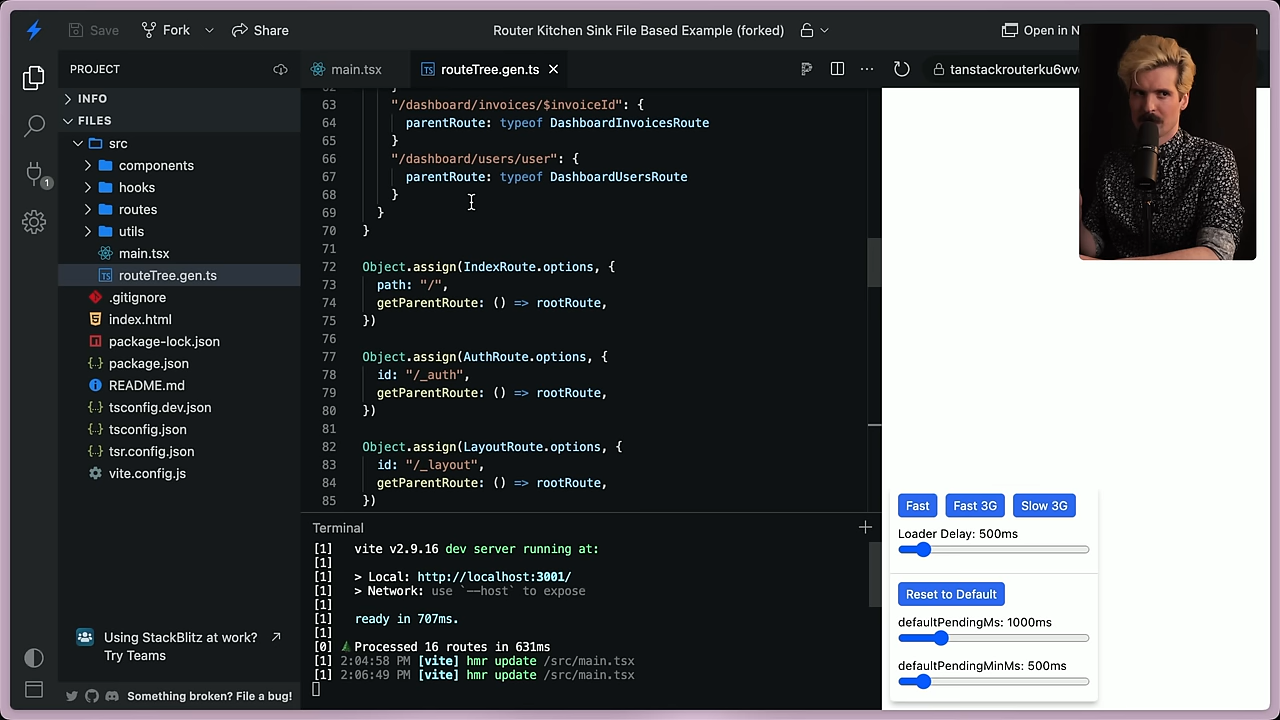 Save
Fork
Share
Router Kitchen Sink File Based Example (forked)
Open in N
PROJECT
main.tsx
TS routeTree.gen.ts
tanstackrouterku6wv
INFO
FILES
src
components
hooks
routes
utils
main.tsx
TS routeTree.gen.ts
.gitignore
index.html
package-lock.json
package.json
README.md
tsconfig.dev.json
tsconfig.json
tsr.config.json
vite.config.js
1
Using StackBlitz at work?
Try Teams
Something broken? File a bug!
63 "/dashboard/invoices/$invoiceId": {
64 parentRoute: typeof DashboardInvoicesRoute
65 }
66 "/dashboard/users/user": {
67 parentRoute: typeof DashboardUsersRoute
68 }
69 }
70 }
71
72 Object.assign(IndexRoute.options, {
73 path: "/",
74 getParentRoute: () => rootRoute,
75 })
76
77 Object.assign(AuthRoute.options, {
78 id: "/_auth",
79 getParentRoute: () => rootRoute,
80 })
81
82 Object.assign(LayoutRoute.options, {
83 id: "/_layout",
84 getParentRoute: () => rootRoute,
85 })
Terminal
[1] vite v2.9.16 dev server running at:
[1]
[1] > Local: http://localhost:3001/
[1] > Network: use `--host` to expose
[1]
[1] ready in 707ms.
[1]
[0] Processed 16 routes in 631ms
[1] 2:04:58 PM [vite] hmr update /src/main.tsx
[1] 2:06:49 PM [vite] hmr update /src/main.tsx
Fast
Fast 3G
Slow 3G
Loader Delay: 500ms
Reset to Default
defaultPendingMs: 1000ms
defaultPendingMinMs: 500ms